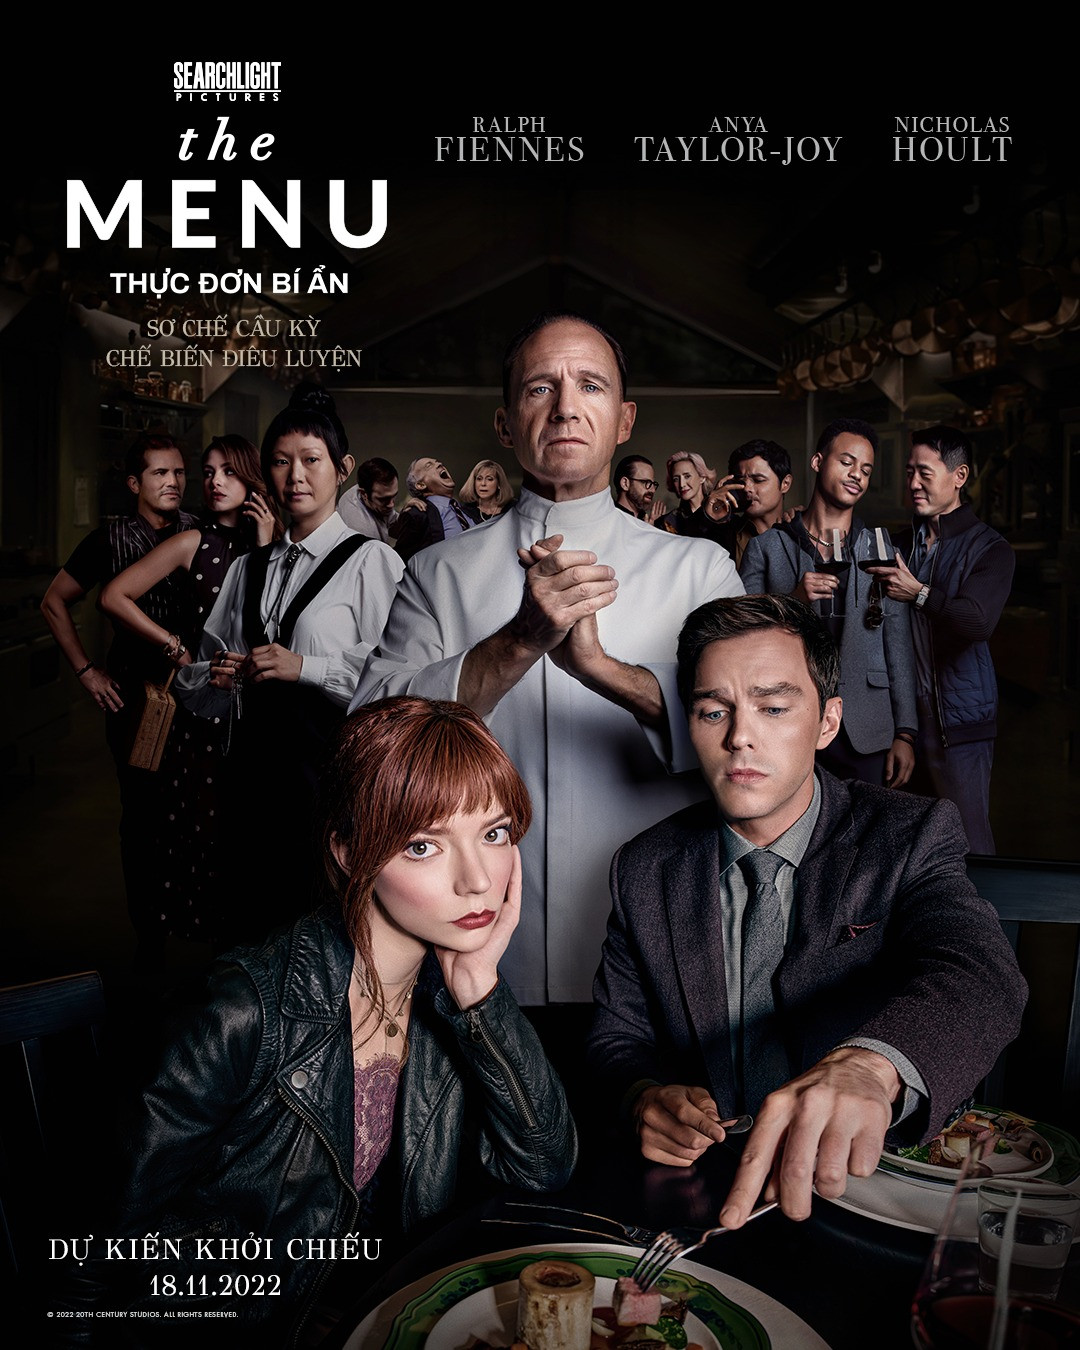 SEARCHLIGHT
PICTURES
the
MENU
THỰC ĐƠN BÍ ẨN
SƠ CHẾ CẦU KỲ
CHẾ BIẾN ĐIÊU LUYỆN
RALPH
FIENNES
ANYA
TAYLOR-JOY
NICHOLAS
HOULT
DỰ KIẾN KHỞI CHIẾU
18.11.2022
© 2022 20TH CENTURY STUDIOS. ALL RIGHTS RESERVED.